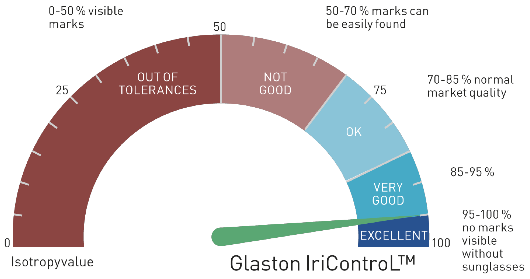 0-50 % visible
marks
50
50-70 % marks can
be easily found
OUT OF
TOLERANCES
NOT
GOOD
25
75
70-85 % normal
market quality
OK
VERY
GOOD
85-95 %
EXCELLENT
95-100 %
no marks
visible
without
sunglasses
0
100
Isotropyvalue
Glaston IriControL™